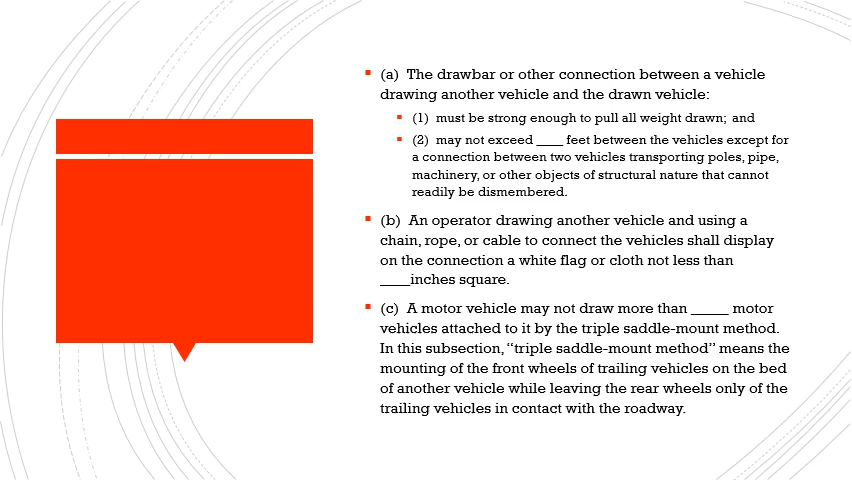 (a) The drawbar or other connection between a vehicle
drawing another vehicle and the drawn vehicle:
(1) must be strong enough to pull all weight drawn; and
(2) may not exceed ____ feet between the vehicles except for
a connection between two vehicles transporting poles, pipe,
machinery, or other objects of structural nature that cannot
readily be dismembered.
(b) An operator drawing another vehicle and using a
chain, rope, or cable to connect the vehicles shall display
on the connection a white flag or cloth not less than
____inches square.
(c) A motor vehicle may not draw more than _____ motor
vehicles attached to it by the triple saddle-mount method.
In this subsection, “triple saddle-mount method” means the
mounting of the front wheels of trailing vehicles on the bed
of another vehicle while leaving the rear wheels only of the
trailing vehicles in contact with the roadway.